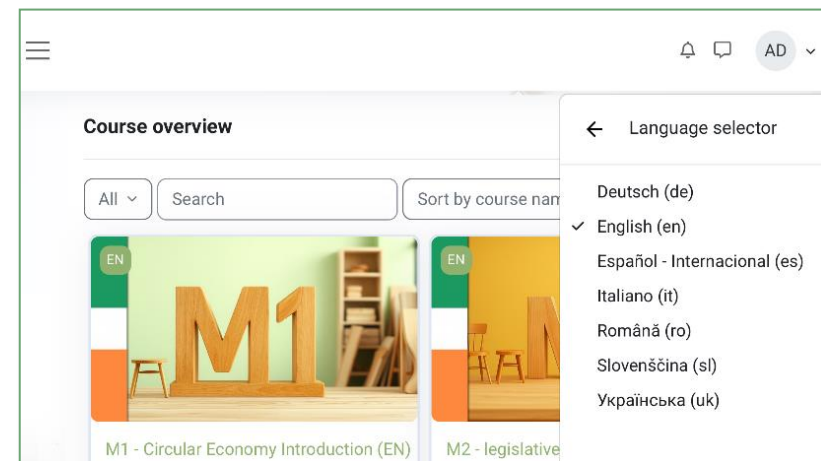 AD
Course overview
Language selector
All
Search
Sort by course
Deutsch (de)
English (en)
Español - Internacional (es)
Italiano (it)
Română (ro)
Slovenščina (sl)
Українська (uk)
EN
M1
EN
M1 - Circular Economy Introduction (EN)
M2 - legislative